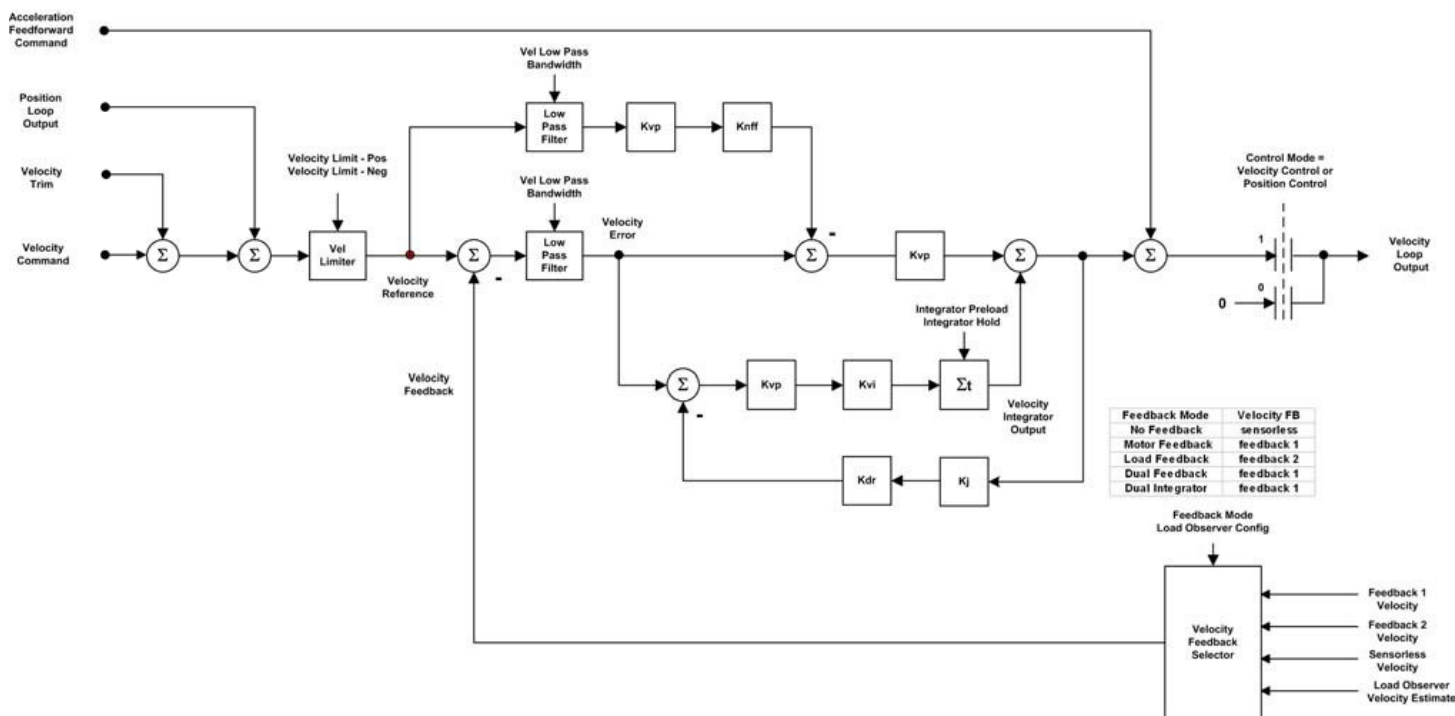 Acceleration
Feedforward
Command
Position
Loop
Output
Velocity
Trim
Velocity
Command
Velocity Limit - Pos
Velocity Limit - Neg
Vel
Limiter
Velocity
Reference
Vel Low Pass
Bandwidth
Low
Pass
Filter
Kvp
Knff
Vel Low Pass
Bandwidth
Σ
Σ
Σ
-
Low
Pass
Filter
Velocity
Error
-
Σ
Kvp
Σ
Σ
Control Mode =
Velocity Control or
Position Control
1
0
0
Velocity
Loop
Output
Integrator Preload
Integrator Hold
Σ
-
Kvp
Kvi
Σt
Velocity
Integrator
Output
Velocity
Feedback
Kdr
Kj
Feedback Mode Velocity FB
No Feedback sensorless
Motor Feedback feedback 1
Load Feedback feedback 2
Dual Feedback feedback 1
Dual Integrator feedback 1
Feedback Mode
Load Observer Config
Velocity
Feedback
Selector
Feedback 1
Velocity
Feedback 2
Velocity
Sensorless
Velocity
Load Observer
Velocity Estimate